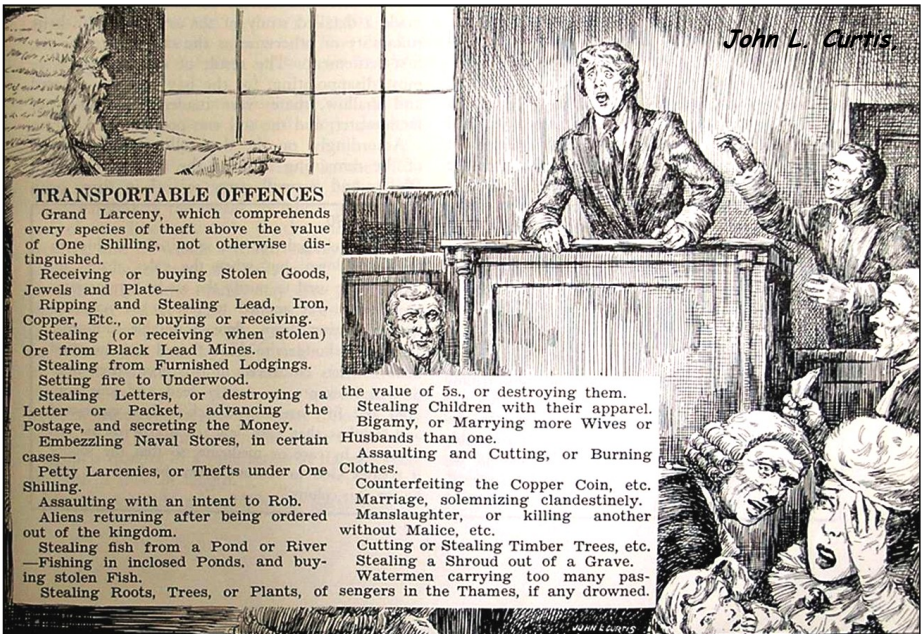 John L. Curtis
TRANSPORTABLE OFFENCES
Grand Larceny, which comprehends
every species of theft above the value
of One Shilling, not otherwise dis-
tinguished.
Receiving or buying Stolen Goods,
Jewels and Plate—
Ripping and Stealing Lead, Iron,
Copper, Etc., or buying or receiving.
Stealing (or receiving when stolen)
Ore from Black Lead Mines.
Stealing from Furnished Lodgings.
Setting fire to Underwood.
Stealing Letters, or destroying a
Letter or Packet, advancing the
Postage, and secreting the Money.
Embezzling Naval Stores, in certain
cases—
Petty Larcenies, or Thefts under One
Shilling.
Assaulting with an intent to Rob.
Aliens returning after being ordered
out of the kingdom.
Stealing fish from a Pond or River
—Fishing in inclosed Ponds, and buy-
ing stolen Fish.
Stealing Roots, Trees, or Plants, of
the value of 5s., or destroying them.
Stealing Children with their apparel.
Bigamy, or Marrying more Wives or
Husbands than one.
Assaulting and Cutting, or Burning
Clothes.
Counterfeiting the Copper Coin, etc.
Marriage, solemnizing clandestinely.
Manslaughter, or killing another
without Malice, etc.
Cutting or Stealing Timber Trees, etc.
Stealing a Shroud out of a Grave.
Watermen carrying too many pas-
sengers in the Thames, if any drowned.
JOHN L CURTIS